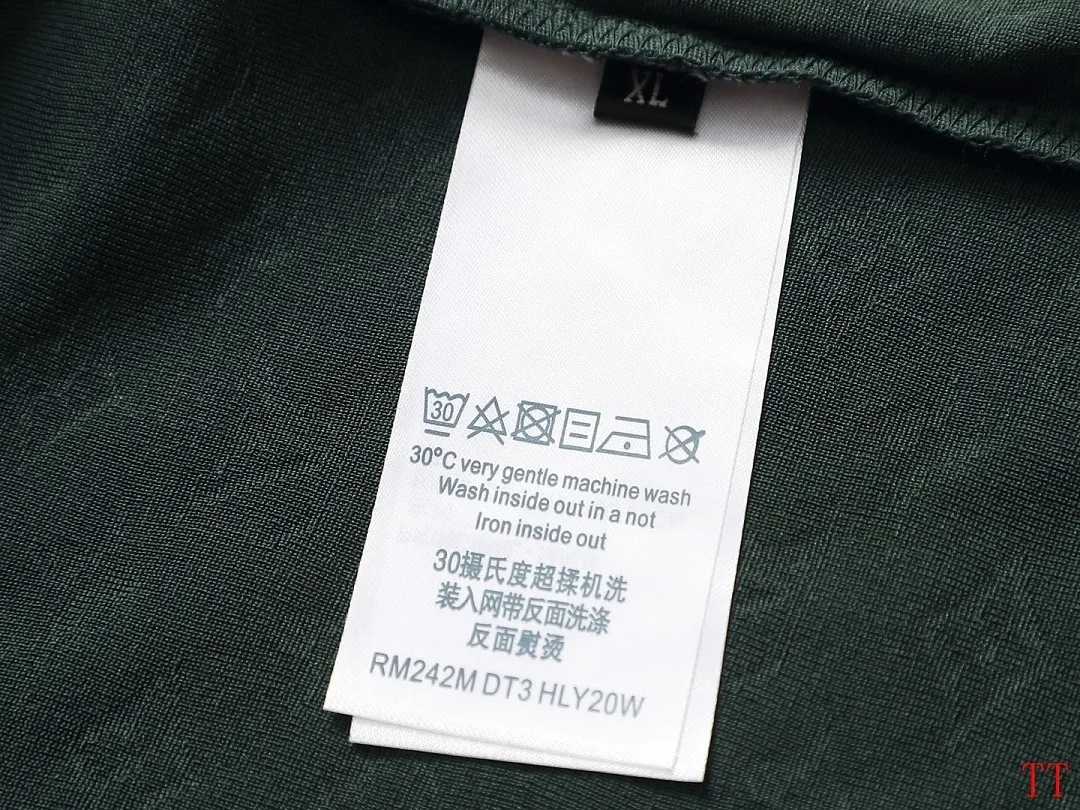 XL
30
30°C very gentle machine wash
Wash inside out in a not
Iron inside out
30摄氏度超揉机洗
装入网带反面洗涤
反面熨烫
RM242M DT3 HLY20W
TT